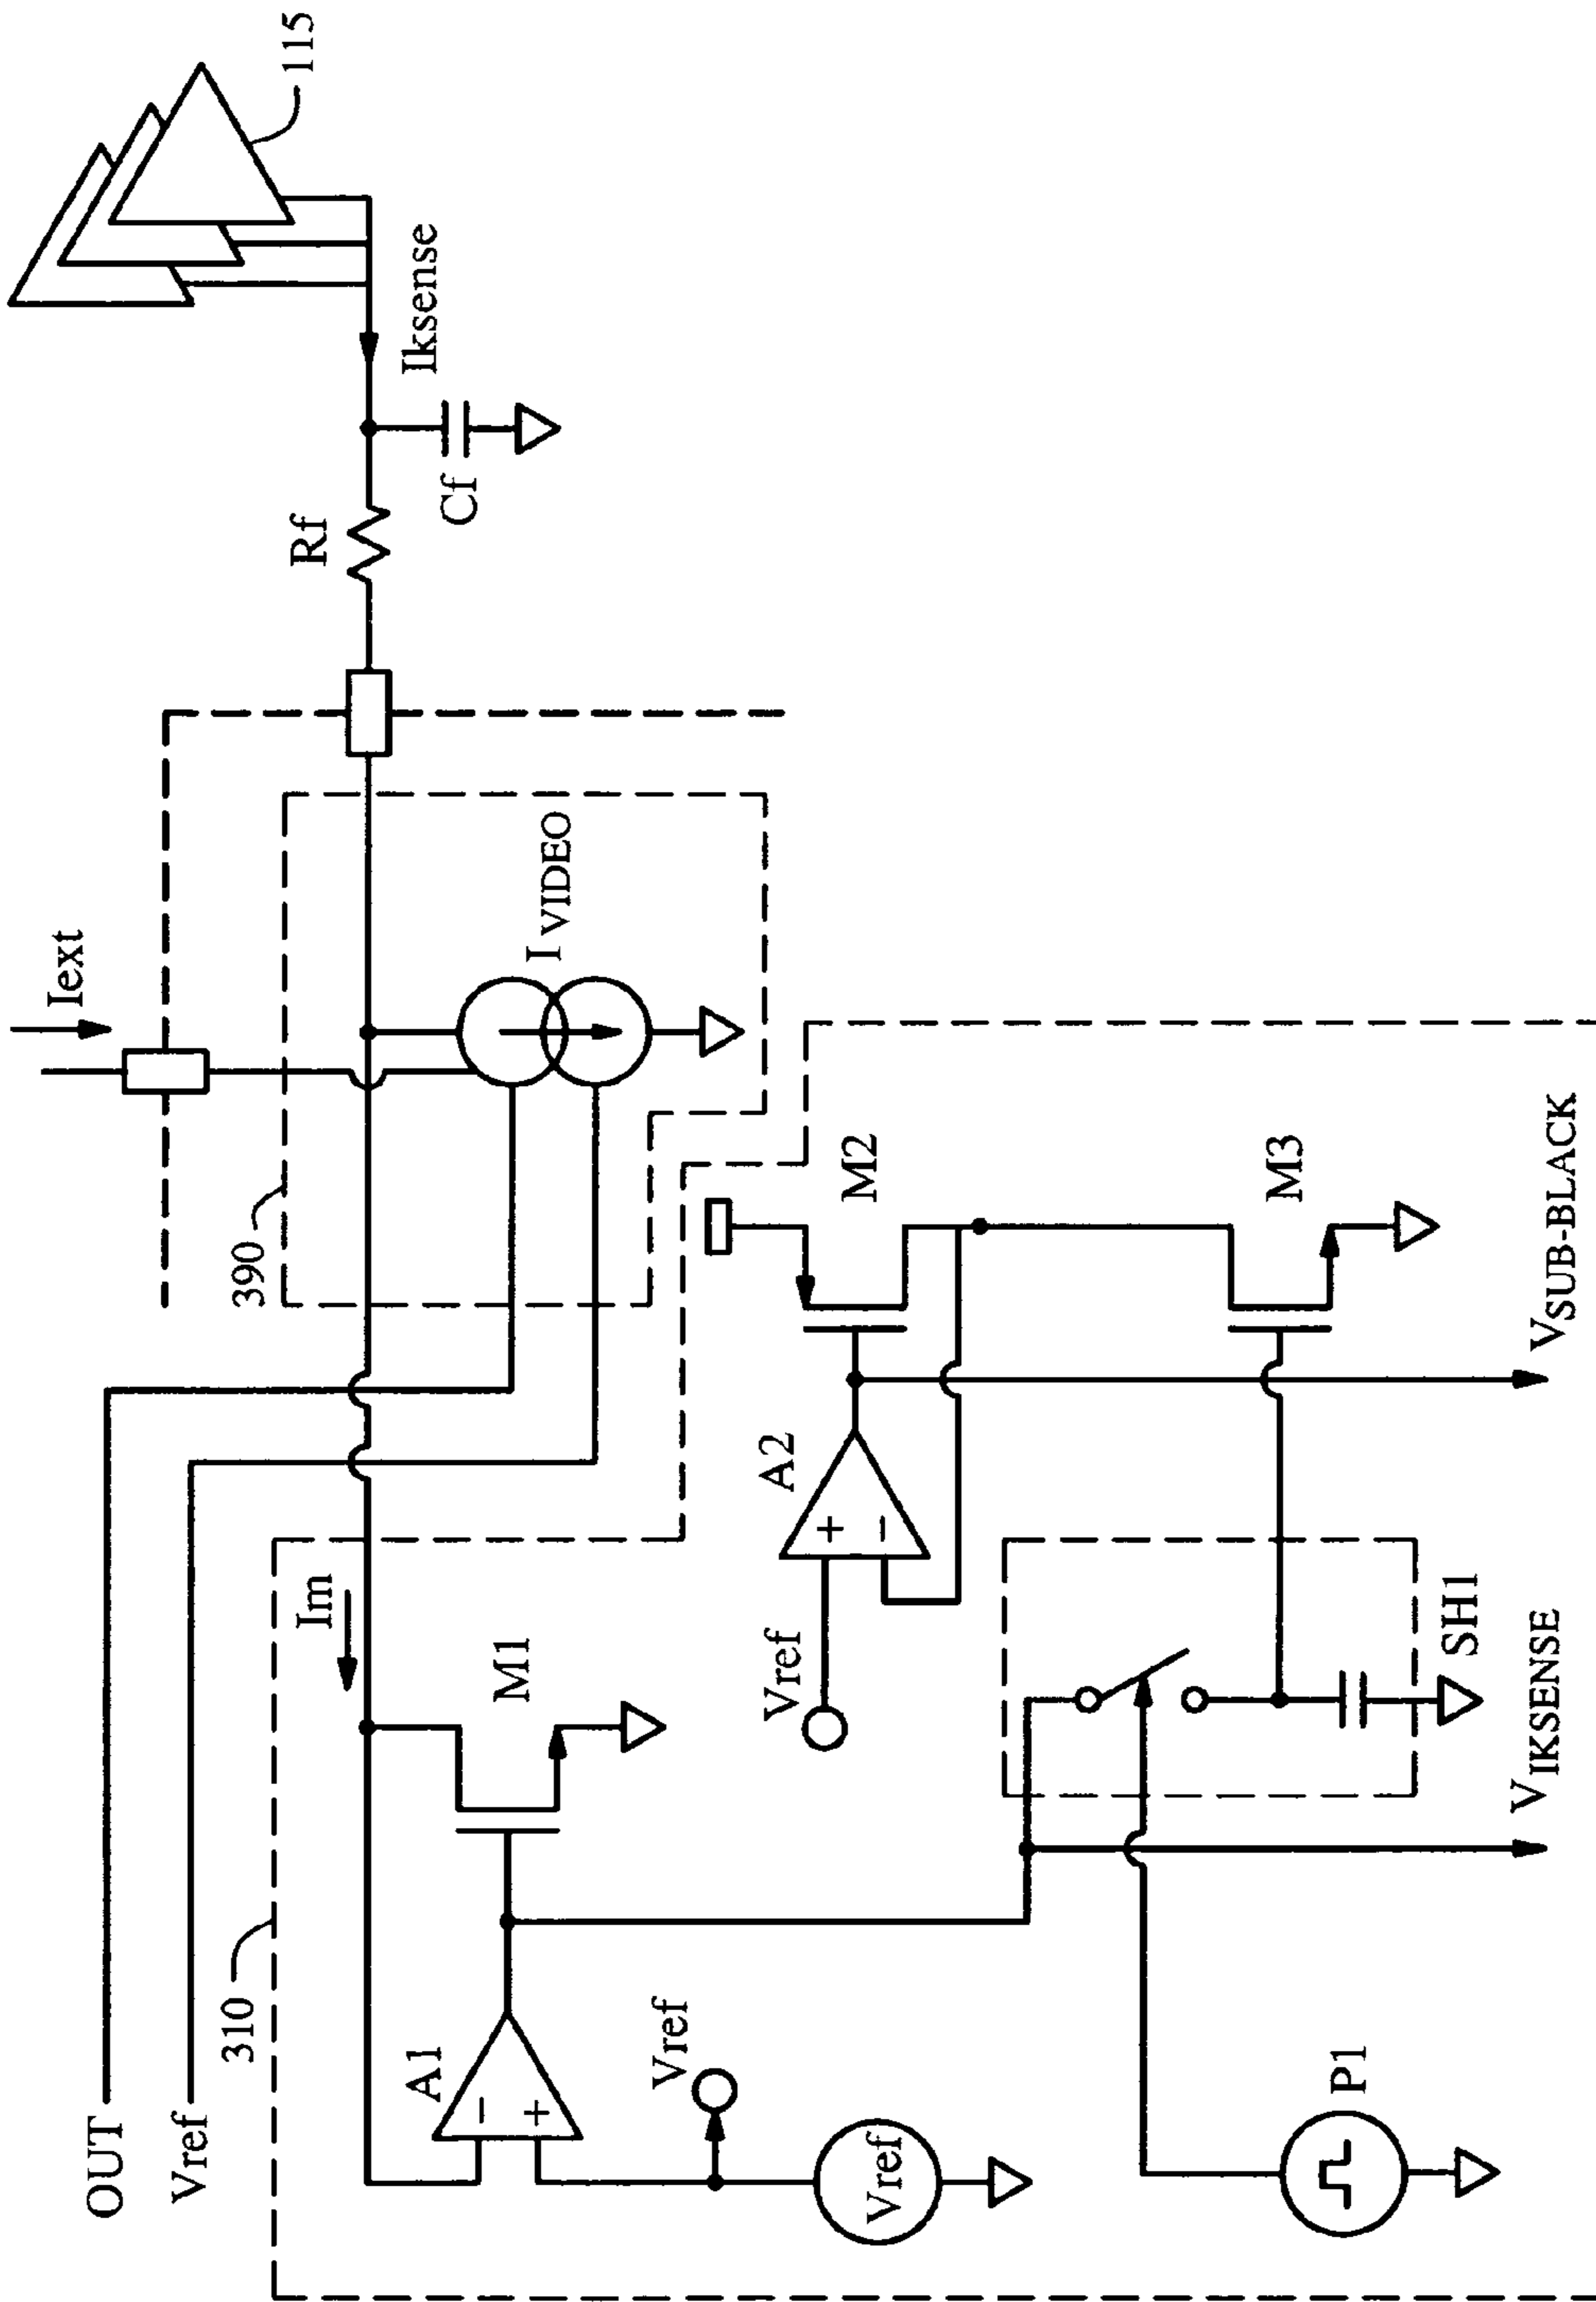 OUT
Vref
310
Im
390
Iext
Rf
Iksense
115
Cf
I VIDEO
A1
−
+
M1
Vref
Vref
A2
+
−
Vref
M2
M3
SH1
P1
VIKSENSE
VSUB-BLACK